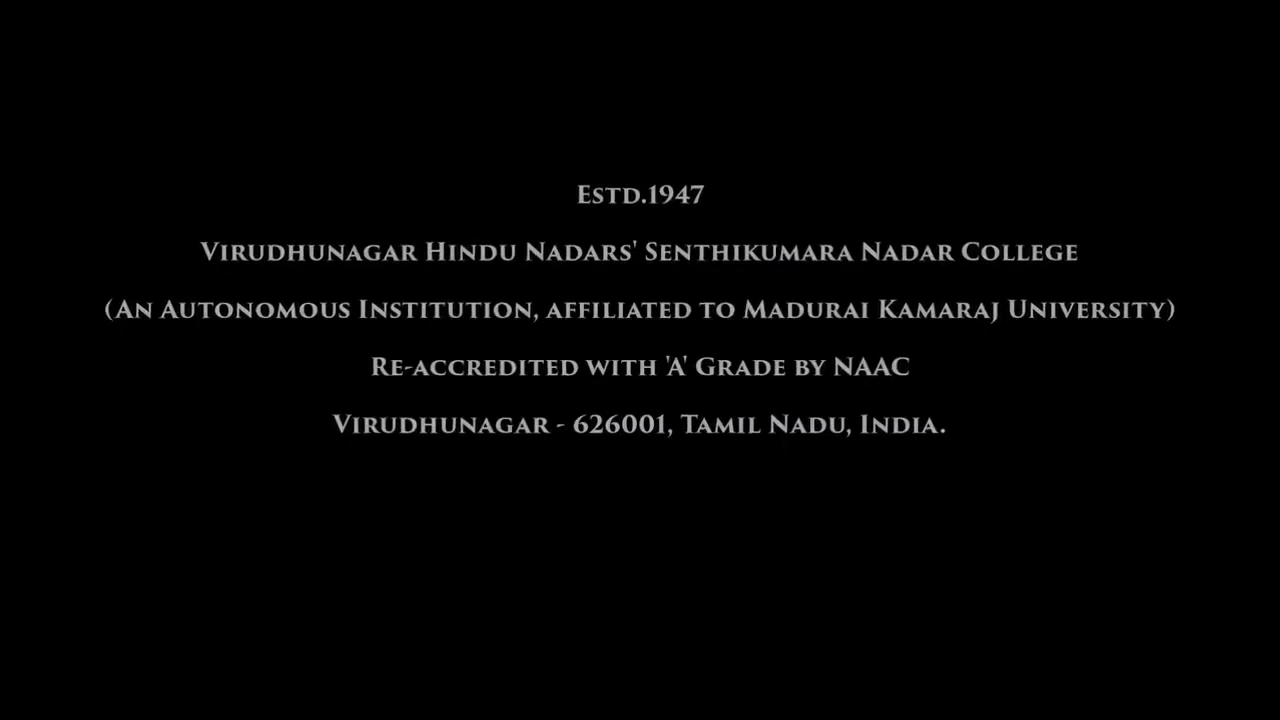 Estd.1947
Virudhunagar Hindu Nadars' Senthikumara Nadar College
(An Autonomous Institution, affiliated to Madurai Kamaraj University)
Re-accredited with 'A' Grade by NAAC
Virudhunagar - 626001, Tamil Nadu, India.